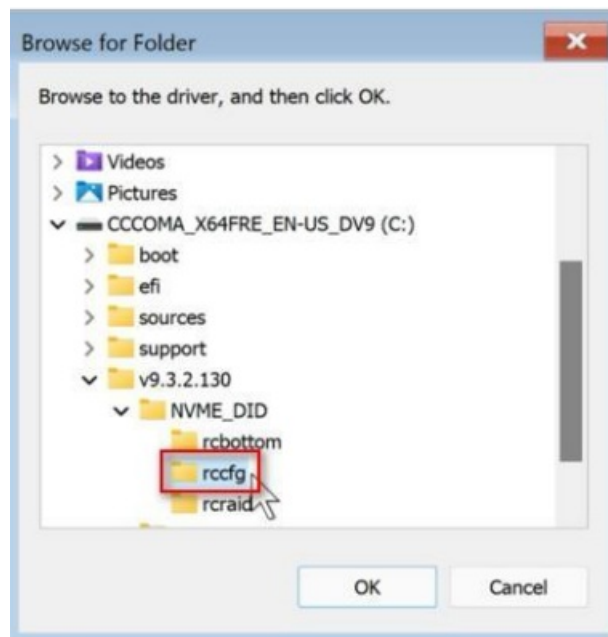 Browse for Folder
Browse to the driver, and then click OK.
Videos
Pictures
CCCOMA_X64FRE_EN-US_DV9 (C:)
boot
efi
sources
support
v9.3.2.130
NVME_DID
rcbottom
rccfg
rcraid
OK Cancel